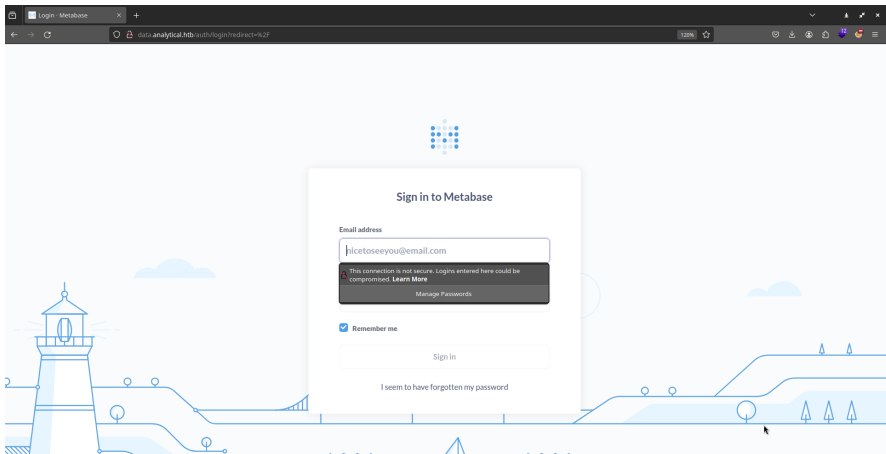 Login · Metabase
data.analytical.htb/auth/login?redirect=%2F
120%
12
Sign in to Metabase
Email address
nicetoseeyou@email.com
This connection is not secure. Logins entered here could be
compromised. Learn More
Manage Passwords
Remember me
Sign in
I seem to have forgotten my password